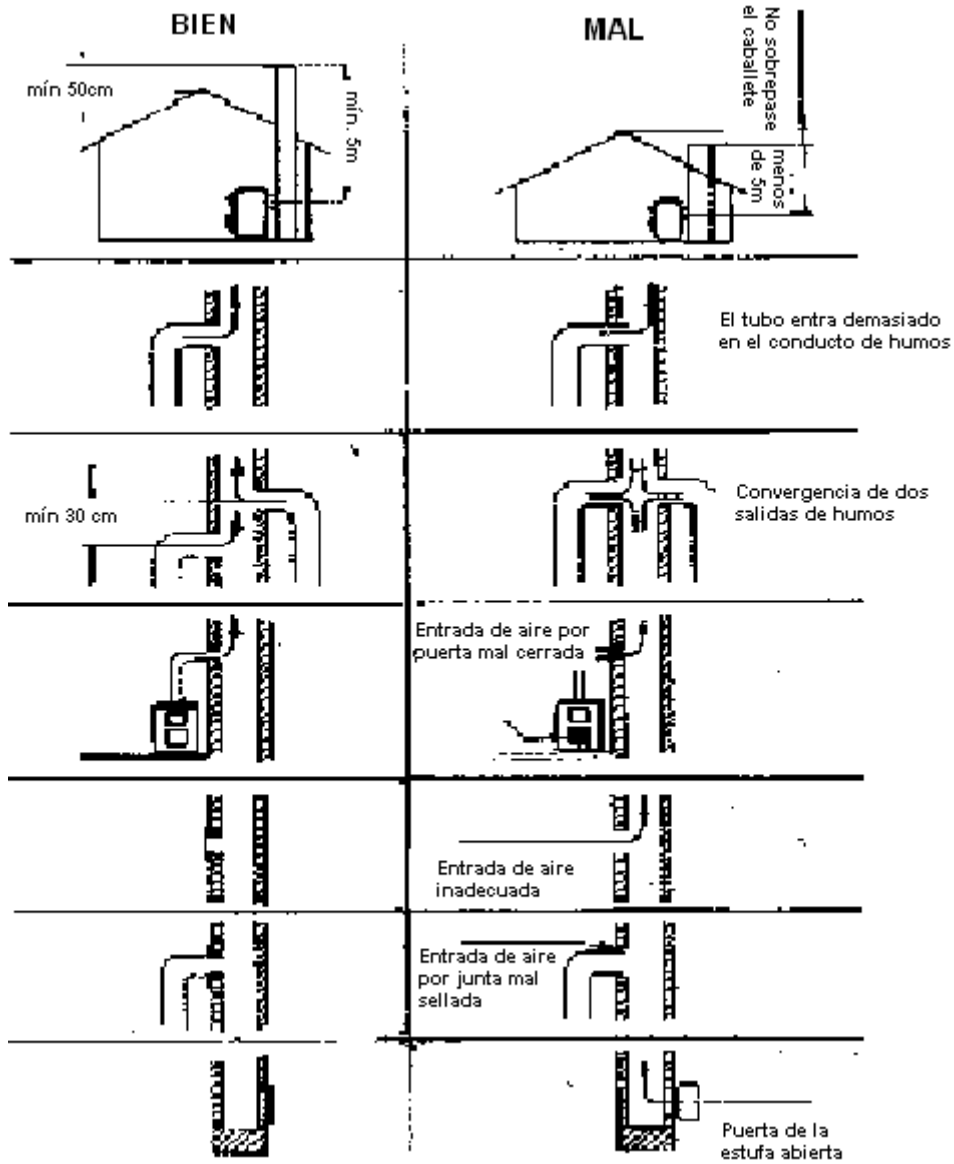 BIEN
MAL
mín 50cm
mín. 5m
No sobrepase
el caballete
menos
de 5m
El tubo entra demasiado
en el conducto de humos
mín 30 cm
Convergencia de dos
salidas de humos
Entrada de aire por
puerta mal cerrada
Entrada de aire
inadecuada
Entrada de aire
por junta mal
sellada
Puerta de la
estufa abierta